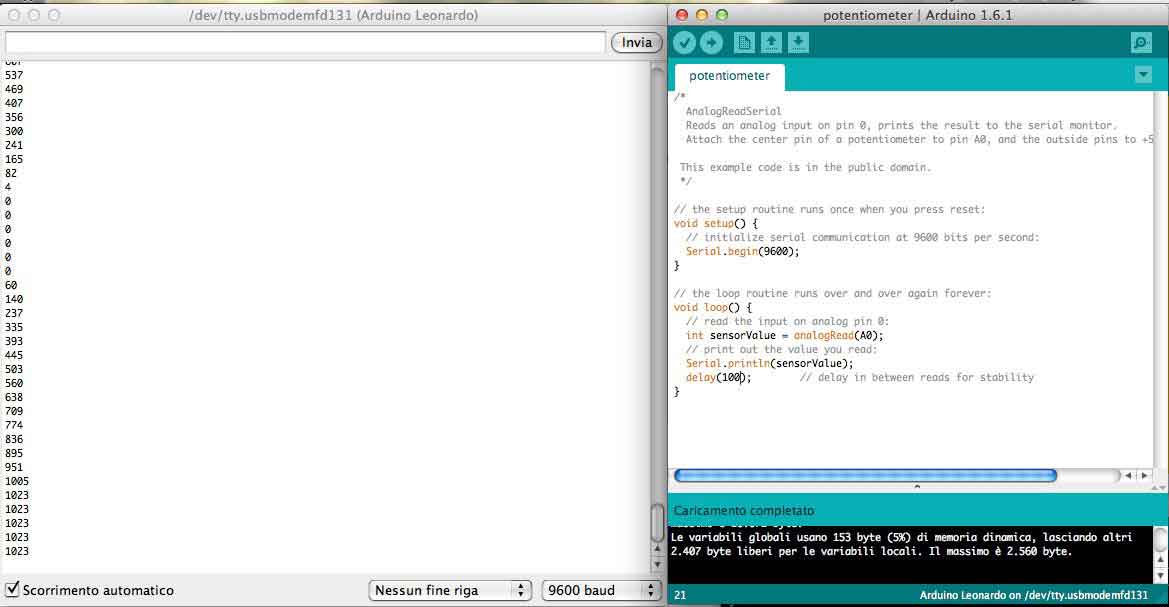 /dev/tty.usbmodemfd131 (Arduino Leonardo)
Invia
537
469
407
356
300
241
165
82
4
0
0
0
0
0
0
60
140
237
335
393
445
503
560
638
709
774
836
895
951
1005
1023
1023
1023
1023
1023
Scorrimento automatico
Nessun fine riga
9600 baud
potentiometer | Arduino 1.6.1
potentiometer
/*
AnalogReadSerial
Reads an analog input on pin 0, prints the result to the serial monitor.
Attach the center pin of a potentiometer to pin A0, and the outside pins to +5
This example code is in the public domain.
*/
// the setup routine runs once when you press reset:
void setup() {
// initialize serial communication at 9600 bits per second:
Serial.begin(9600);
}
// the loop routine runs over and over again forever:
void loop() {
// read the input on analog pin 0:
int sensorValue = analogRead(A0);
// print out the value you read:
Serial.println(sensorValue);
delay(100); // delay in between reads for stability
}
Caricamento completato
Le variabili globali usano 153 byte (5%) di memoria dinamica, lasciando altri
2.407 byte liberi per le variabili locali. Il massimo è 2.560 byte.
21
Arduino Leonardo on /dev/tty.usbmodemfd131